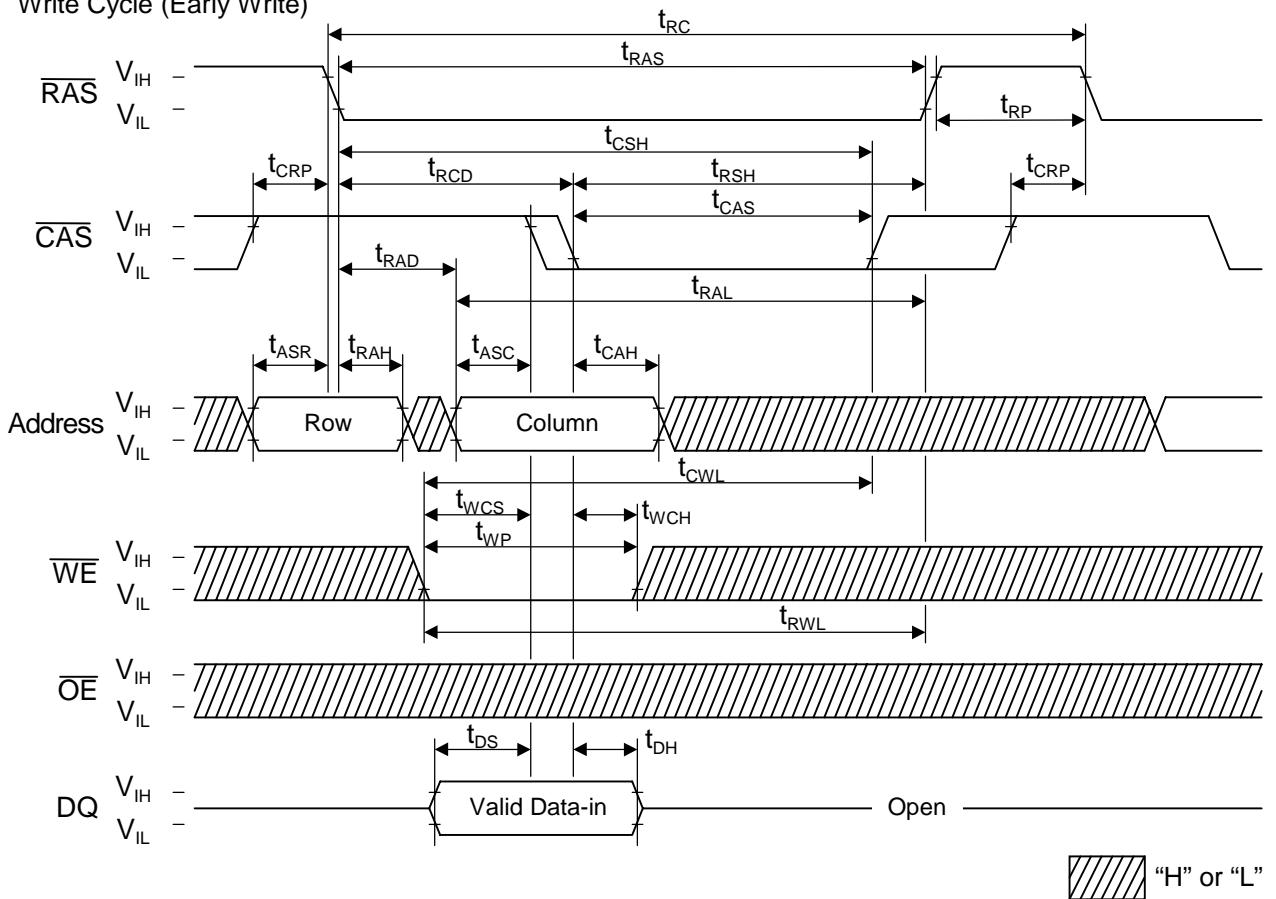 Write Cycle (Early Write)
tRC
RAS VIH
VIL
tRAS
tRP
tCSH
tCRP tRCD tRSH tCRP
CAS VIH
VIL
tCAS
tRAD
tRAL
tASR tRAH tASC tCAH
Address VIH
VIL
Row Column
tCWL
tWCS tWCH
tWP
WE VIH
VIL
tRWL
OE VIH
VIL
tDS tDH
DQ VIH
VIL
Valid Data-in Open
“H” or “L”